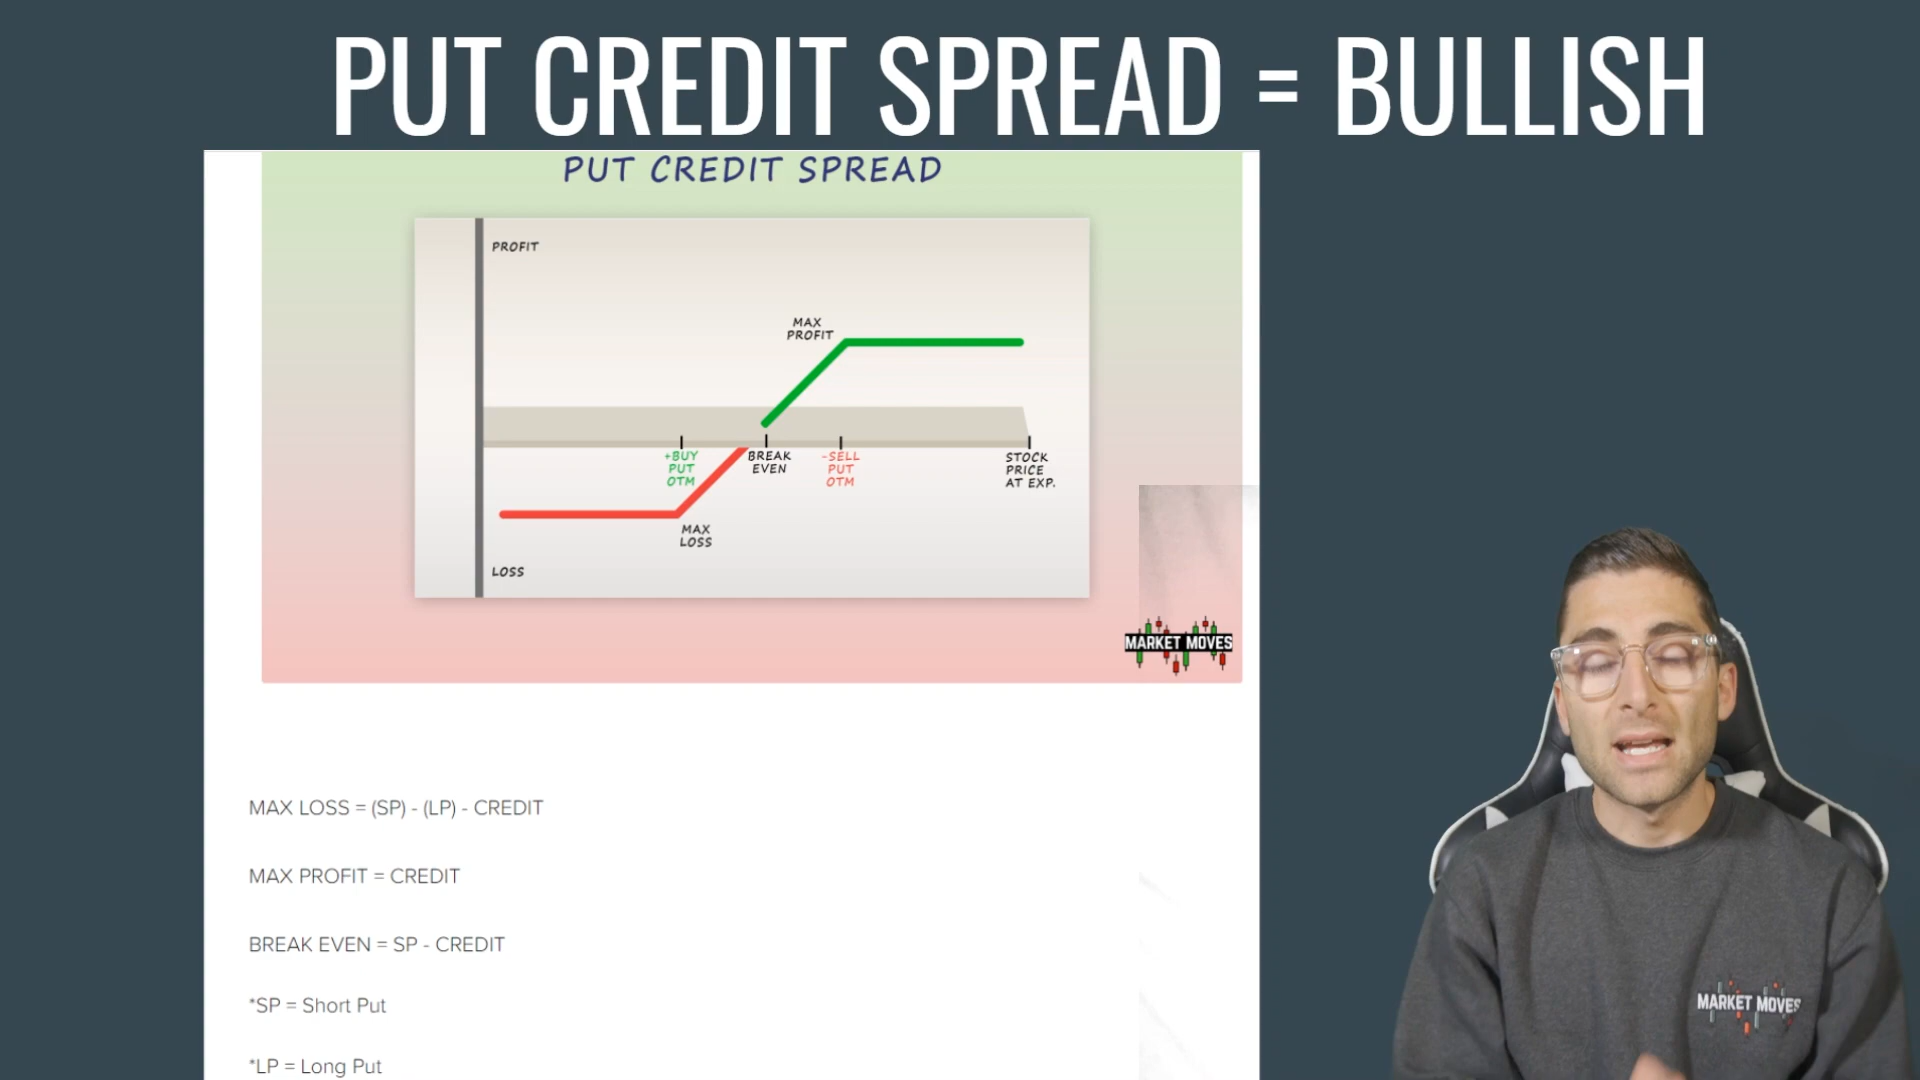 PUT CREDIT SPREAD = BULLISH
PUT CREDIT SPREAD
PROFIT
MAX
PROFIT
+BUY
PUT
OTM
BREAK
EVEN
-SELL
PUT
OTM
STOCK
PRICE
AT EXP.
MAX
LOSS
LOSS
MARKET MOVES
MAX LOSS = (SP) - (LP) - CREDIT
MAX PROFIT = CREDIT
BREAK EVEN = SP - CREDIT
*SP = Short Put
*LP = Long Put
MARKET MOVES